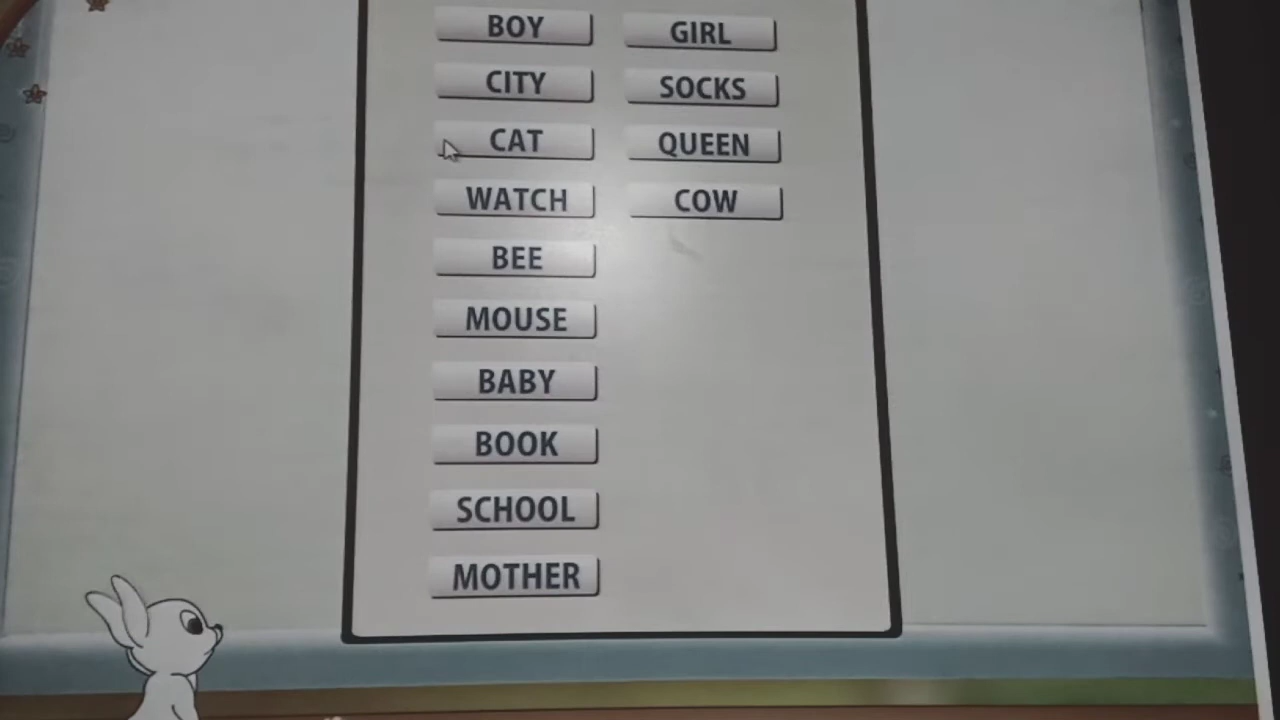 BOY
CITY
CAT
WATCH
BEE
MOUSE
BABY
BOOK
SCHOOL
MOTHER
GIRL
SOCKS
QUEEN
COW